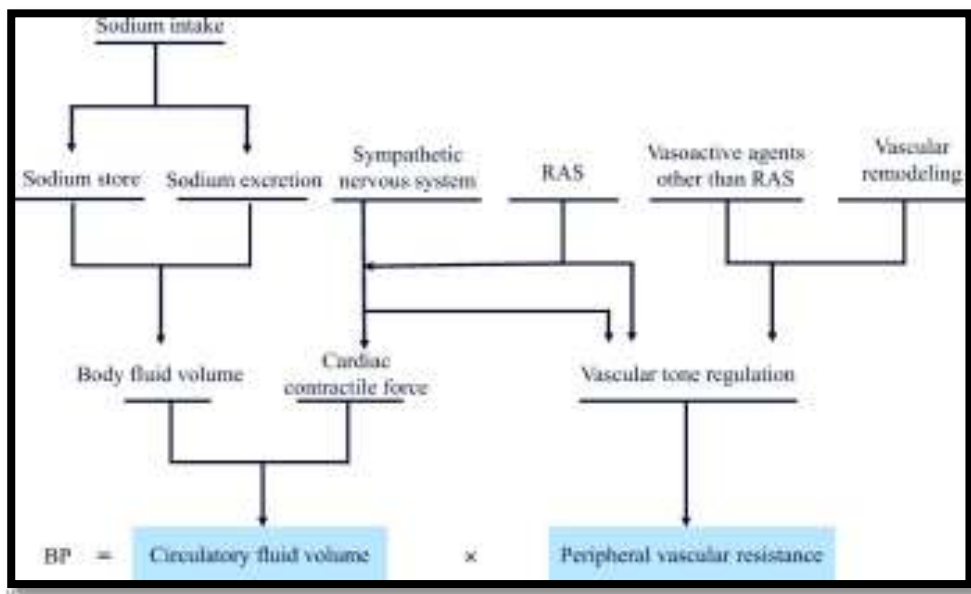 Sodium intake
Sodium store
Sodium excretion
Sympathetic
nervous system
RAS
Vasoactive agents
other than RAS
Vascular
remodeling
Body fluid volume
Cardiac
contractile force
Vascular tone regulation
BP = Circulatory fluid volume × Peripheral vascular resistance